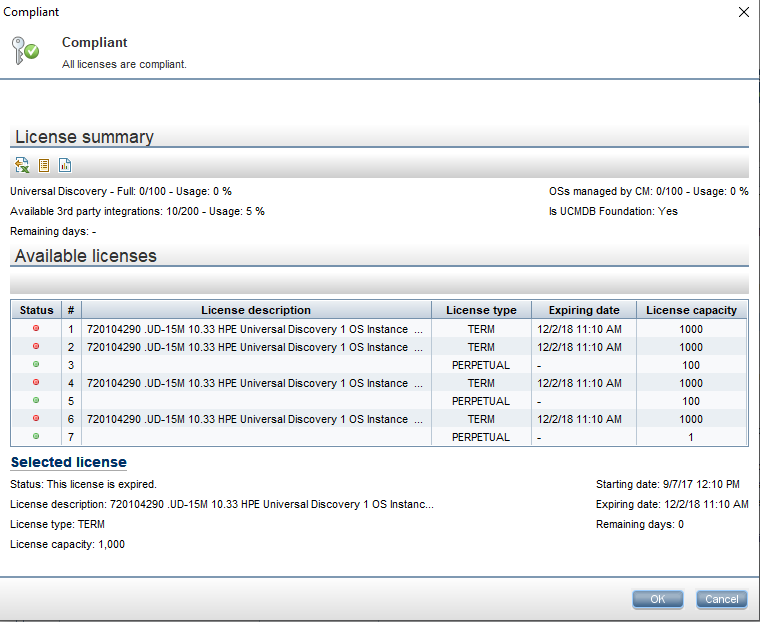 Compliant
Compliant
All licenses are compliant.
License summary
Universal Discovery - Full: 0/100 - Usage: 0 % OSs managed by CM: 0/100 - Usage: 0 %
Available 3rd party integrations: 10/200 - Usage: 5 % Is UCMDB Foundation: Yes
Remaining days: -
Available licenses
Status # License description License type Expiring date License capacity
1 720104290 .UD-15M 10.33 HPE Universal Discovery 1 OS Instance ... TERM 12/2/18 11:10 AM 1000
2 720104290 .UD-15M 10.33 HPE Universal Discovery 1 OS Instance ... TERM 12/2/18 11:10 AM 1000
3 PERPETUAL - 100
4 720104290 .UD-15M 10.33 HPE Universal Discovery 1 OS Instance ... TERM 12/2/18 11:10 AM 1000
5 PERPETUAL - 100
6 720104290 .UD-15M 10.33 HPE Universal Discovery 1 OS Instance ... TERM 12/2/18 11:10 AM 1000
7 PERPETUAL - 1
Selected license
Status: This license is expired. Starting date: 9/7/17 12:10 PM
License description: 720104290 .UD-15M 10.33 HPE Universal Discovery 1 OS Instanc... Expiring date: 12/2/18 11:10 AM
License type: TERM Remaining days: 0
License capacity: 1,000
OK Cancel